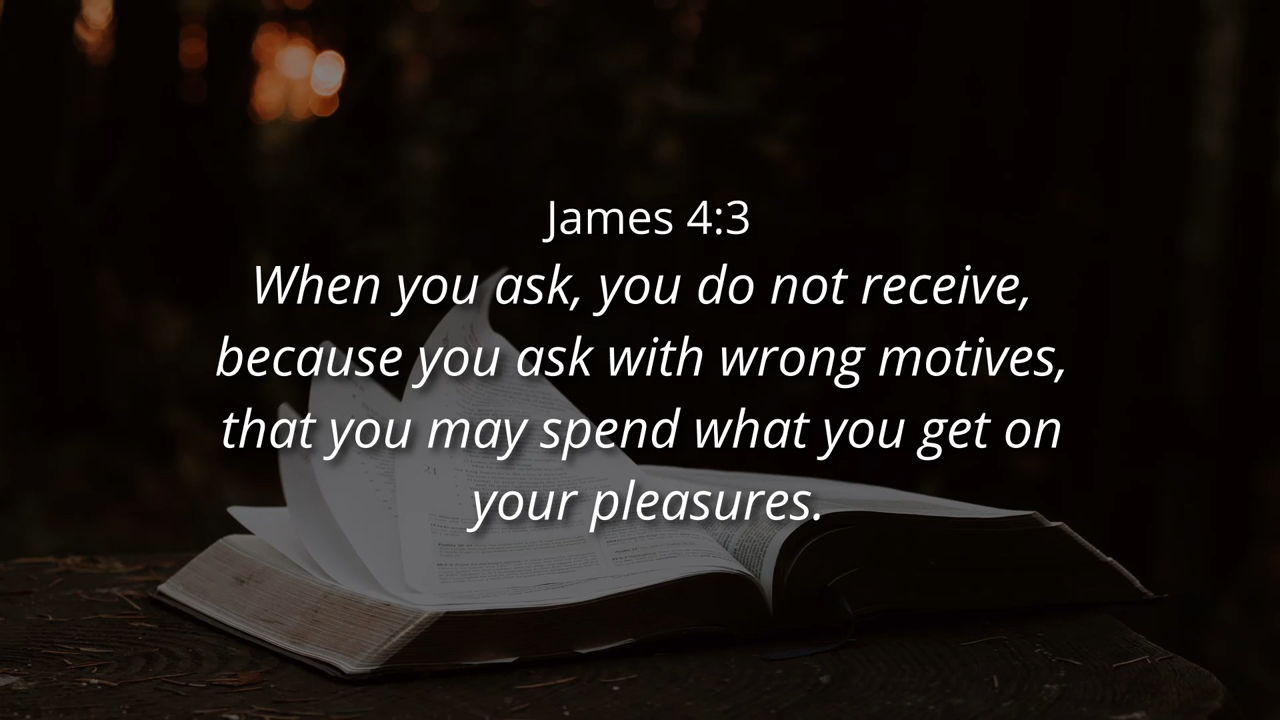 James 4:3
When you ask, you do not receive,
because you ask with wrong motives,
that you may spend what you get on
your pleasures.